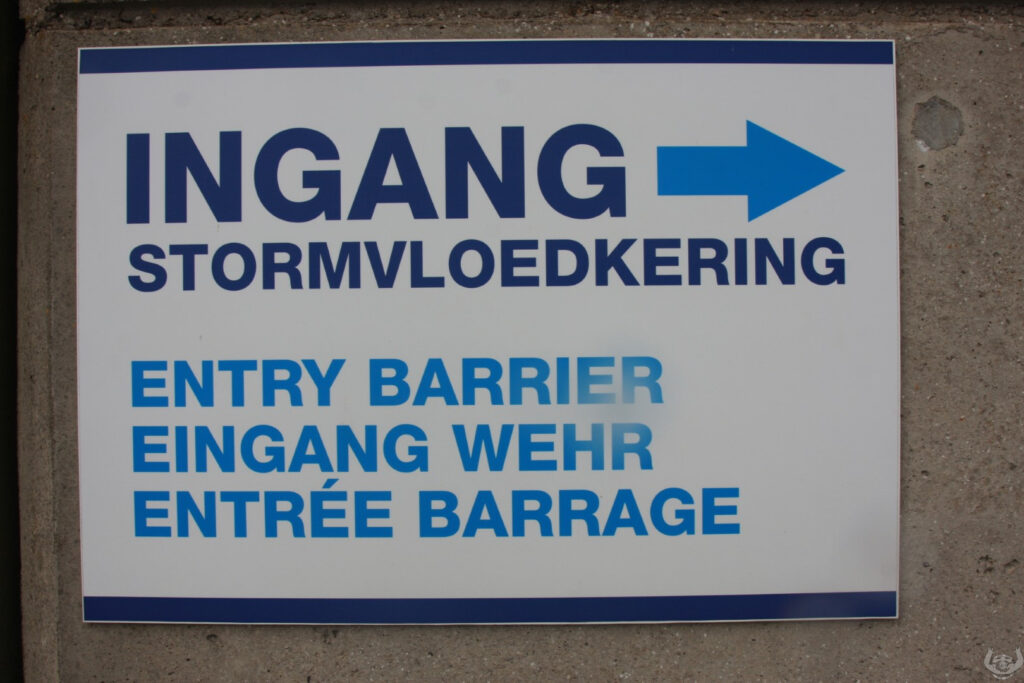 INGANG
STORMVLOEDKERING
ENTRY BARRIER
EINGANG WEHR
ENTRÉE BARRAGE